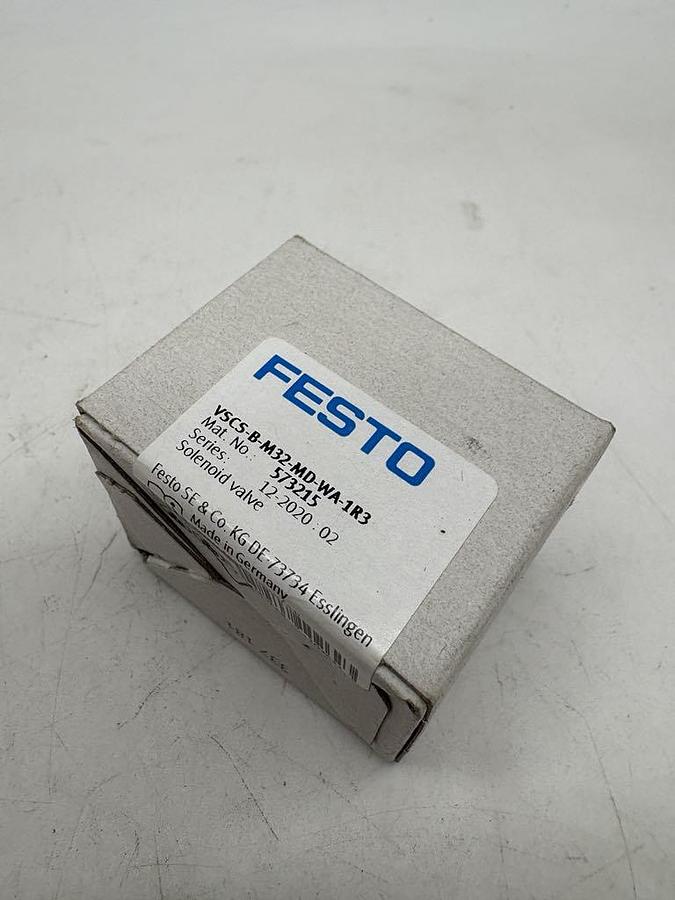 FESTO
VSCS-B-M32-MD-WA-1R3
Mat. No.: 573215
Series: 12-2020 : 02
Solenoid valve
Festo SE & Co. KG DE-73734 Esslingen
Made in Germany